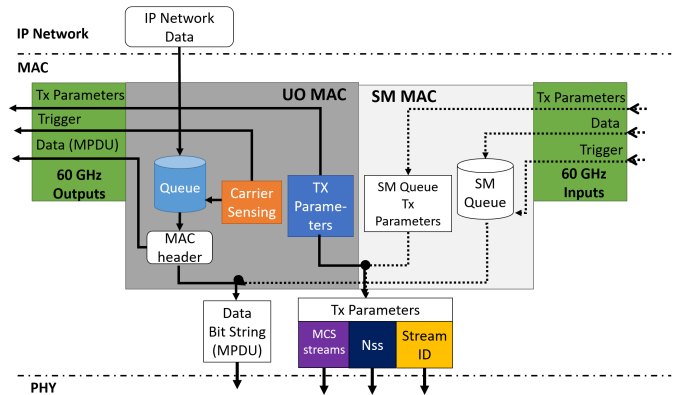 IP Network
IP Network
Data
MAC
Tx Parameters
Trigger
Data (MPDU)
60 GHz
Outputs
UO MAC
SM MAC
Tx Parameters
Data
Trigger
60 GHz
Inputs
Queue
Carrier
Sensing
TX
Parame-
ters
SM Queue
Tx
Parameters
SM
Queue
MAC
header
Data
Bit String
(MPDU)
Tx Parameters
MCS
streams
Nss
Stream
ID
PHY